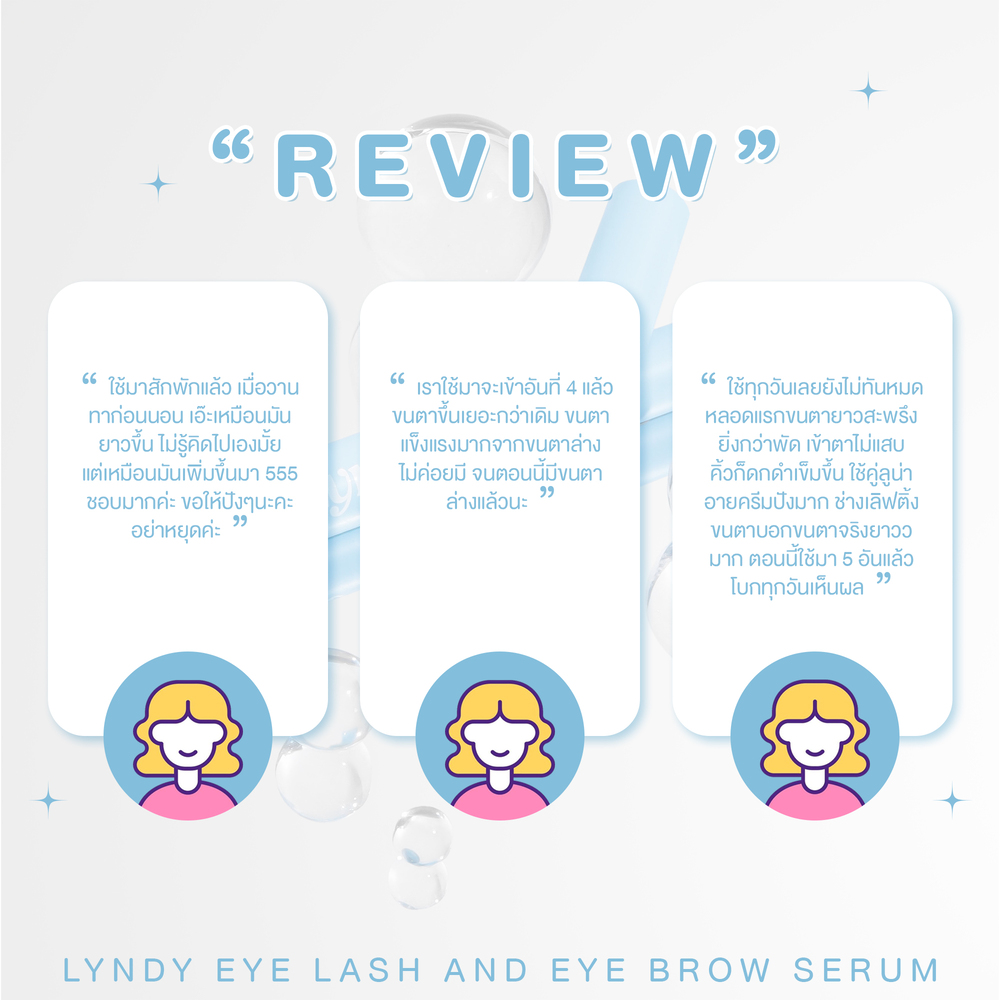 “REVIEW”
“ ใช้มาสักพักแล้ว เมื่อวาน
ทาก่อนนอน เอ๊ะเหมือนมัน
ยาวขึ้น ไม่รู้คิดไปเองมั้ย
แต่เหมือนมันเพิ่มขึ้นมา 555
ชอบมากค่ะ ขอให้ปังๆนะคะ
อย่าหยุดค่ะ ”
“ เราใช้มาจะเข้าอันที่ 4 แล้ว
ขนตาขึ้นเยอะกว่าเดิม ขนตา
แข็งแรงมากจากขนตาล่าง
ไม่ค่อยมี จนตอนนี้มีขนตา
ล่างแล้วนะ ”
“ ใช้ทุกวันเลยยังไม่ทันหมด
หลอดแรกขนตายาวสะพรึง
ยิ่งกว่าพัด เข้าตาไม่แสบ
คิ้วก็ดกดำเข็มขึ้น ใช้คู่ลูน่า
อายครีมปังมาก ช่างเลิฟติ้ง
ขนตาบอกขนตาจริงยาวว
มาก ตอนนี้ใช้มา 5 อันแล้ว
โบกทุกวันเห็นผล ”
LYNDY EYE LASH AND EYE BROW SERUM